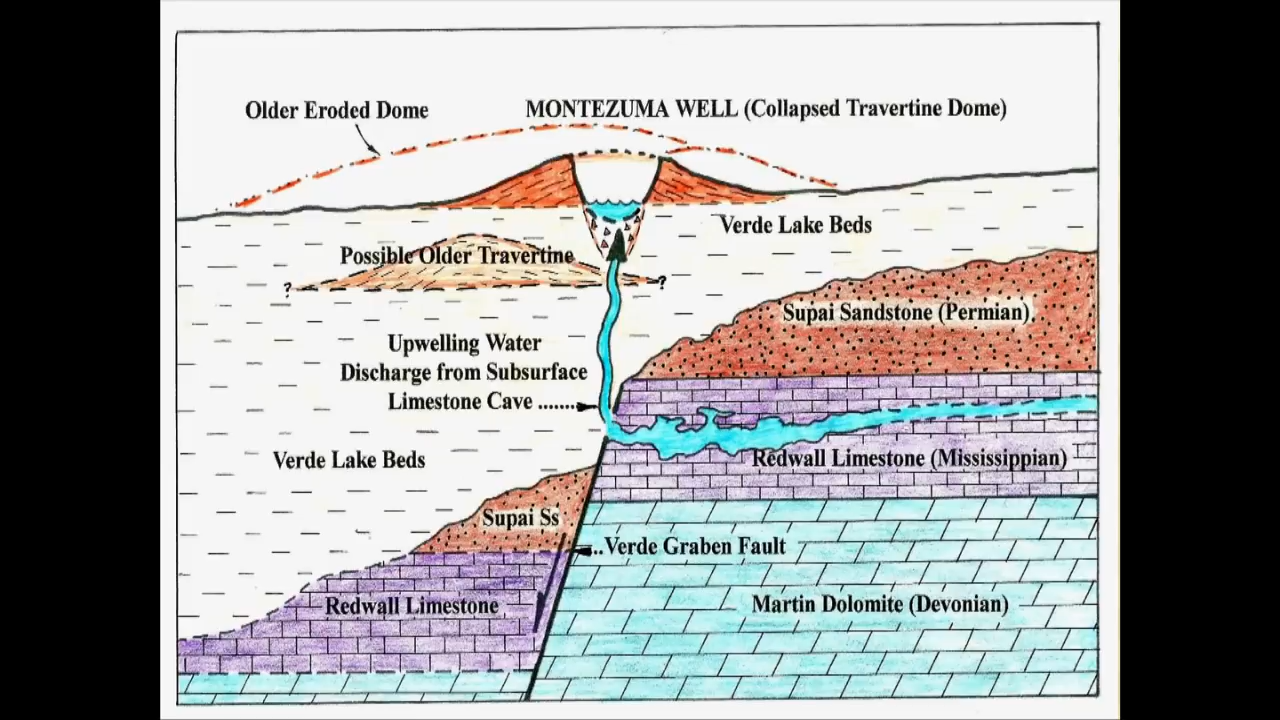 Older Eroded Dome
MONTEZUMA WELL (Collapsed Travertine Dome)
Verde Lake Beds
Possible Older Travertine
?
?
Supai Sandstone (Permian)
Upwelling Water
Discharge from Subsurface
Limestone Cave ........
Verde Lake Beds
Redwall Limestone (Mississippian)
Supai Ss
..Verde Graben Fault
Redwall Limestone
Martin Dolomite (Devonian)